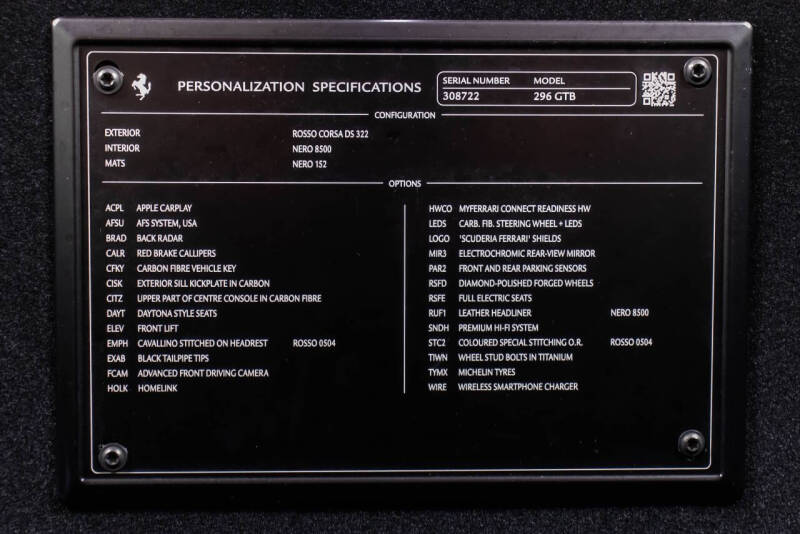 PERSONALIZATION SPECIFICATIONS
SERIAL NUMBER MODEL
308722 296 GTB
CONFIGURATION
EXTERIOR ROSSO CORSA DS 322
INTERIOR NERO 8500
MATS NERO 152
OPTIONS
ACPL APPLE CARPLAY
AFSU AFS SYSTEM, USA
BRAD BACK RADAR
CALR RED BRAKE CALLIPERS
CFKY CARBON FIBRE VEHICLE KEY
CISK EXTERIOR SILL KICKPLATE IN CARBON
CITZ UPPER PART OF CENTRE CONSOLE IN CARBON FIBRE
DAYT DAYTONA STYLE SEATS
ELEV FRONT LIFT
EMPH CAVALLINO STITCHED ON HEADREST ROSSO 0504
EXAB BLACK TAILPIPE TIPS
FCAM ADVANCED FRONT DRIVING CAMERA
HOLK HOMELINK
HWCO MYFERRARI CONNECT READINESS HW
LEDS CARB. FIB. STEERING WHEEL + LEDS
LOGO 'SCUDERIA FERRARI' SHIELDS
MIR3 ELECTROCHROMIC REAR-VIEW MIRROR
PAR2 FRONT AND REAR PARKING SENSORS
RSFD DIAMOND-POLISHED FORGED WHEELS
RSFE FULL ELECTRIC SEATS
RUF1 LEATHER HEADLINER NERO 8500
SNDH PREMIUM HI-FI SYSTEM
STC2 COLOURED SPECIAL STITCHING O.R. ROSSO 0504
TIWN WHEEL STUD BOLTS IN TITANIUM
TYMX MICHELIN TYRES
WIRE WIRELESS SMARTPHONE CHARGER